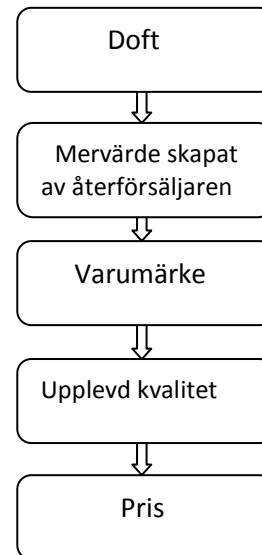 Doft
Mervärde skapat
av återförsäljaren
Varumärke
Upplevd kvalitet
Pris